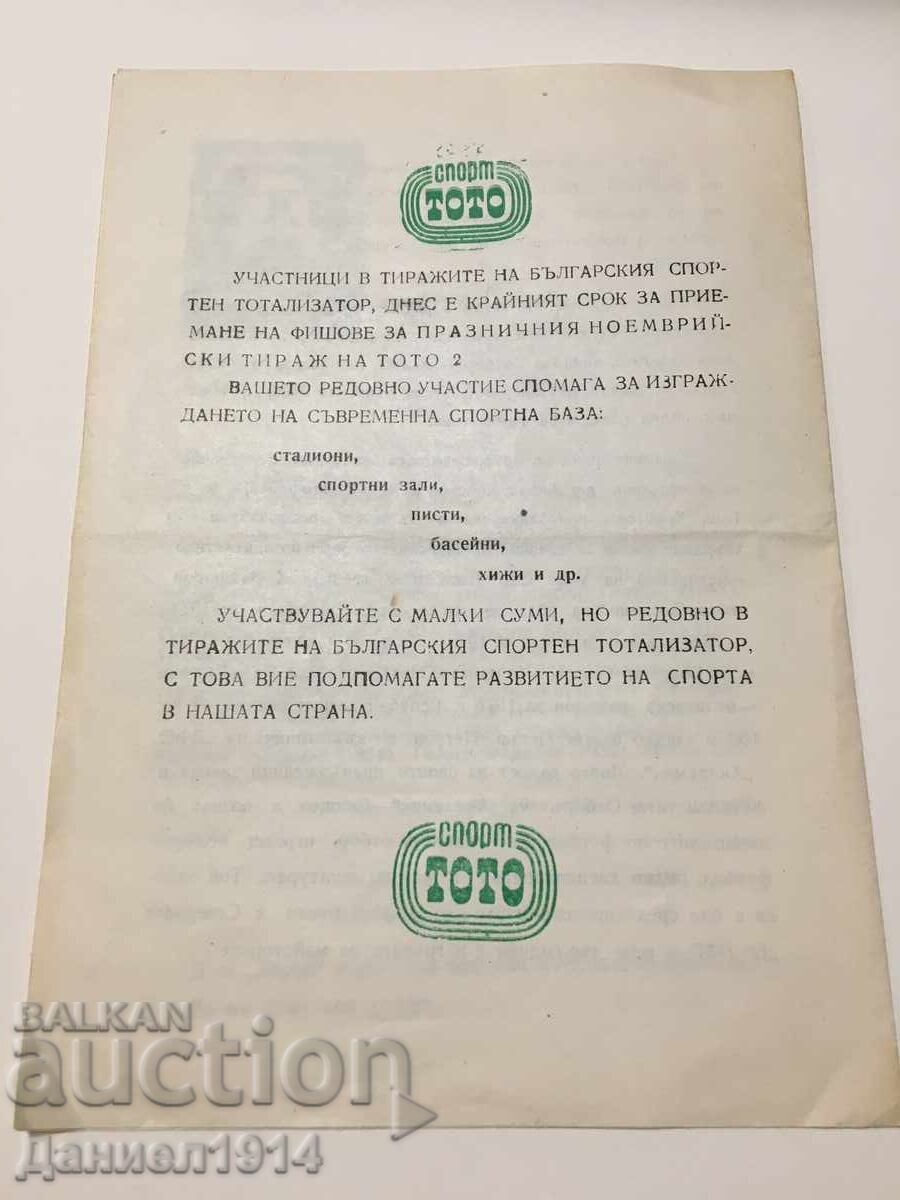 спорт
ТОТО
УЧАСТНИЦИ В ТИРАЖИТЕ НА БЪЛГАРСКИЯ СПОР-
ТЕН ТОТАЛИЗАТОР, ДНЕС Е КРАЙНИЯТ СРОК ЗА ПРИЕ-
МАНЕ НА ФИШОВЕ ЗА ПРАЗНИЧНИЯ НОЕМВРИЙ-
СКИ ТИРАЖ НА ТОТО 2
ВАШЕТО РЕДОВНО УЧАСТИЕ СПОМАГА ЗА ИЗГРАЖ-
ДАНЕТО НА СЪВРЕМЕННА СПОРТНА БАЗА:
стадиони,
спортни зали,
писти,
басейни,
хижи и др.
УЧАСТВУВАЙТЕ С МАЛКИ СУМИ, НО РЕДОВНО В
ТИРАЖИТЕ НА БЪЛГАРСКИЯ СПОРТЕН ТОТАЛИЗАТОР,
С ТОВА ВИЕ ПОДПОМАГАТЕ РАЗВИТИЕТО НА СПОРТА
В НАШАТА СТРАНА.
спорт
ТОТО
BALKAN
auction
Даниел1914